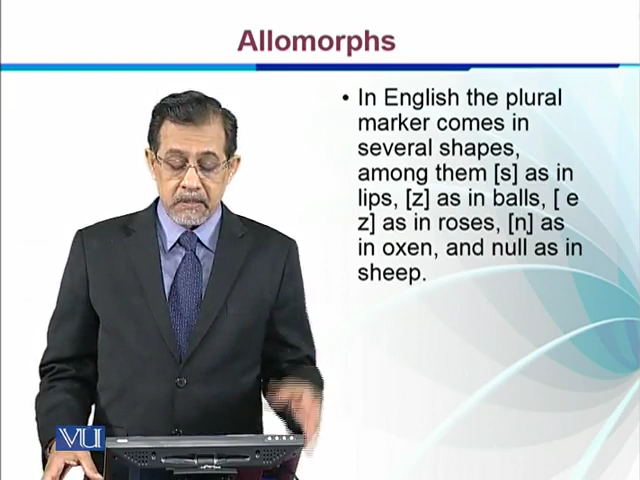 Allomorphs
• In English the plural
marker comes in
several shapes,
among them [s] as in
lips, [z] as in balls, [ e
z] as in roses, [n] as
in oxen, and null as in
sheep.
VU